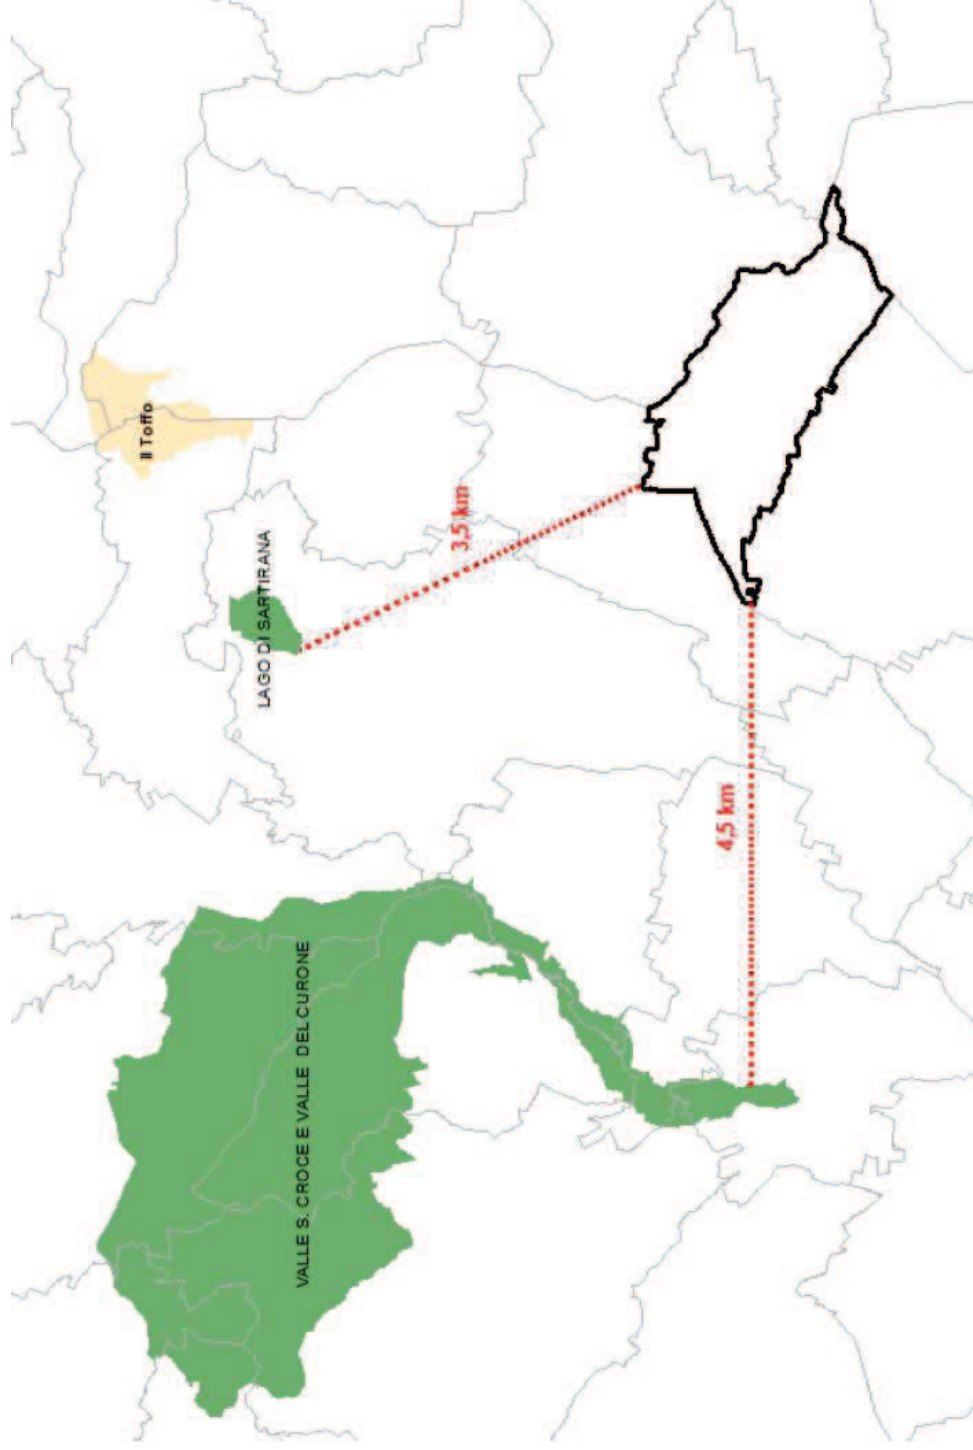 Il Toffo
LAGO DI SARTIRANA
3,5 km
4,5 km
VALLE S. CROCE E VALLE DEL CURONE